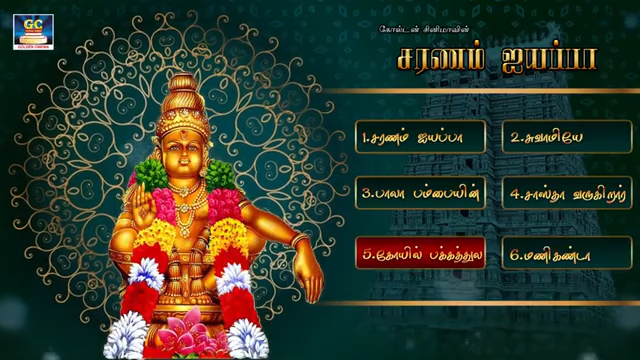 GC
GOLDEN CINEMA
கோல்டன் சினிமாவின்
சரணம் ஐயப்பா
1.சரணம் ஐயப்பா
2.சுவாமியே
3.பாலா பம்பையின்
4.சாஸ்தா வருகிறார்
5.கோயில் பக்கத்துல
6.மணிகண்டா